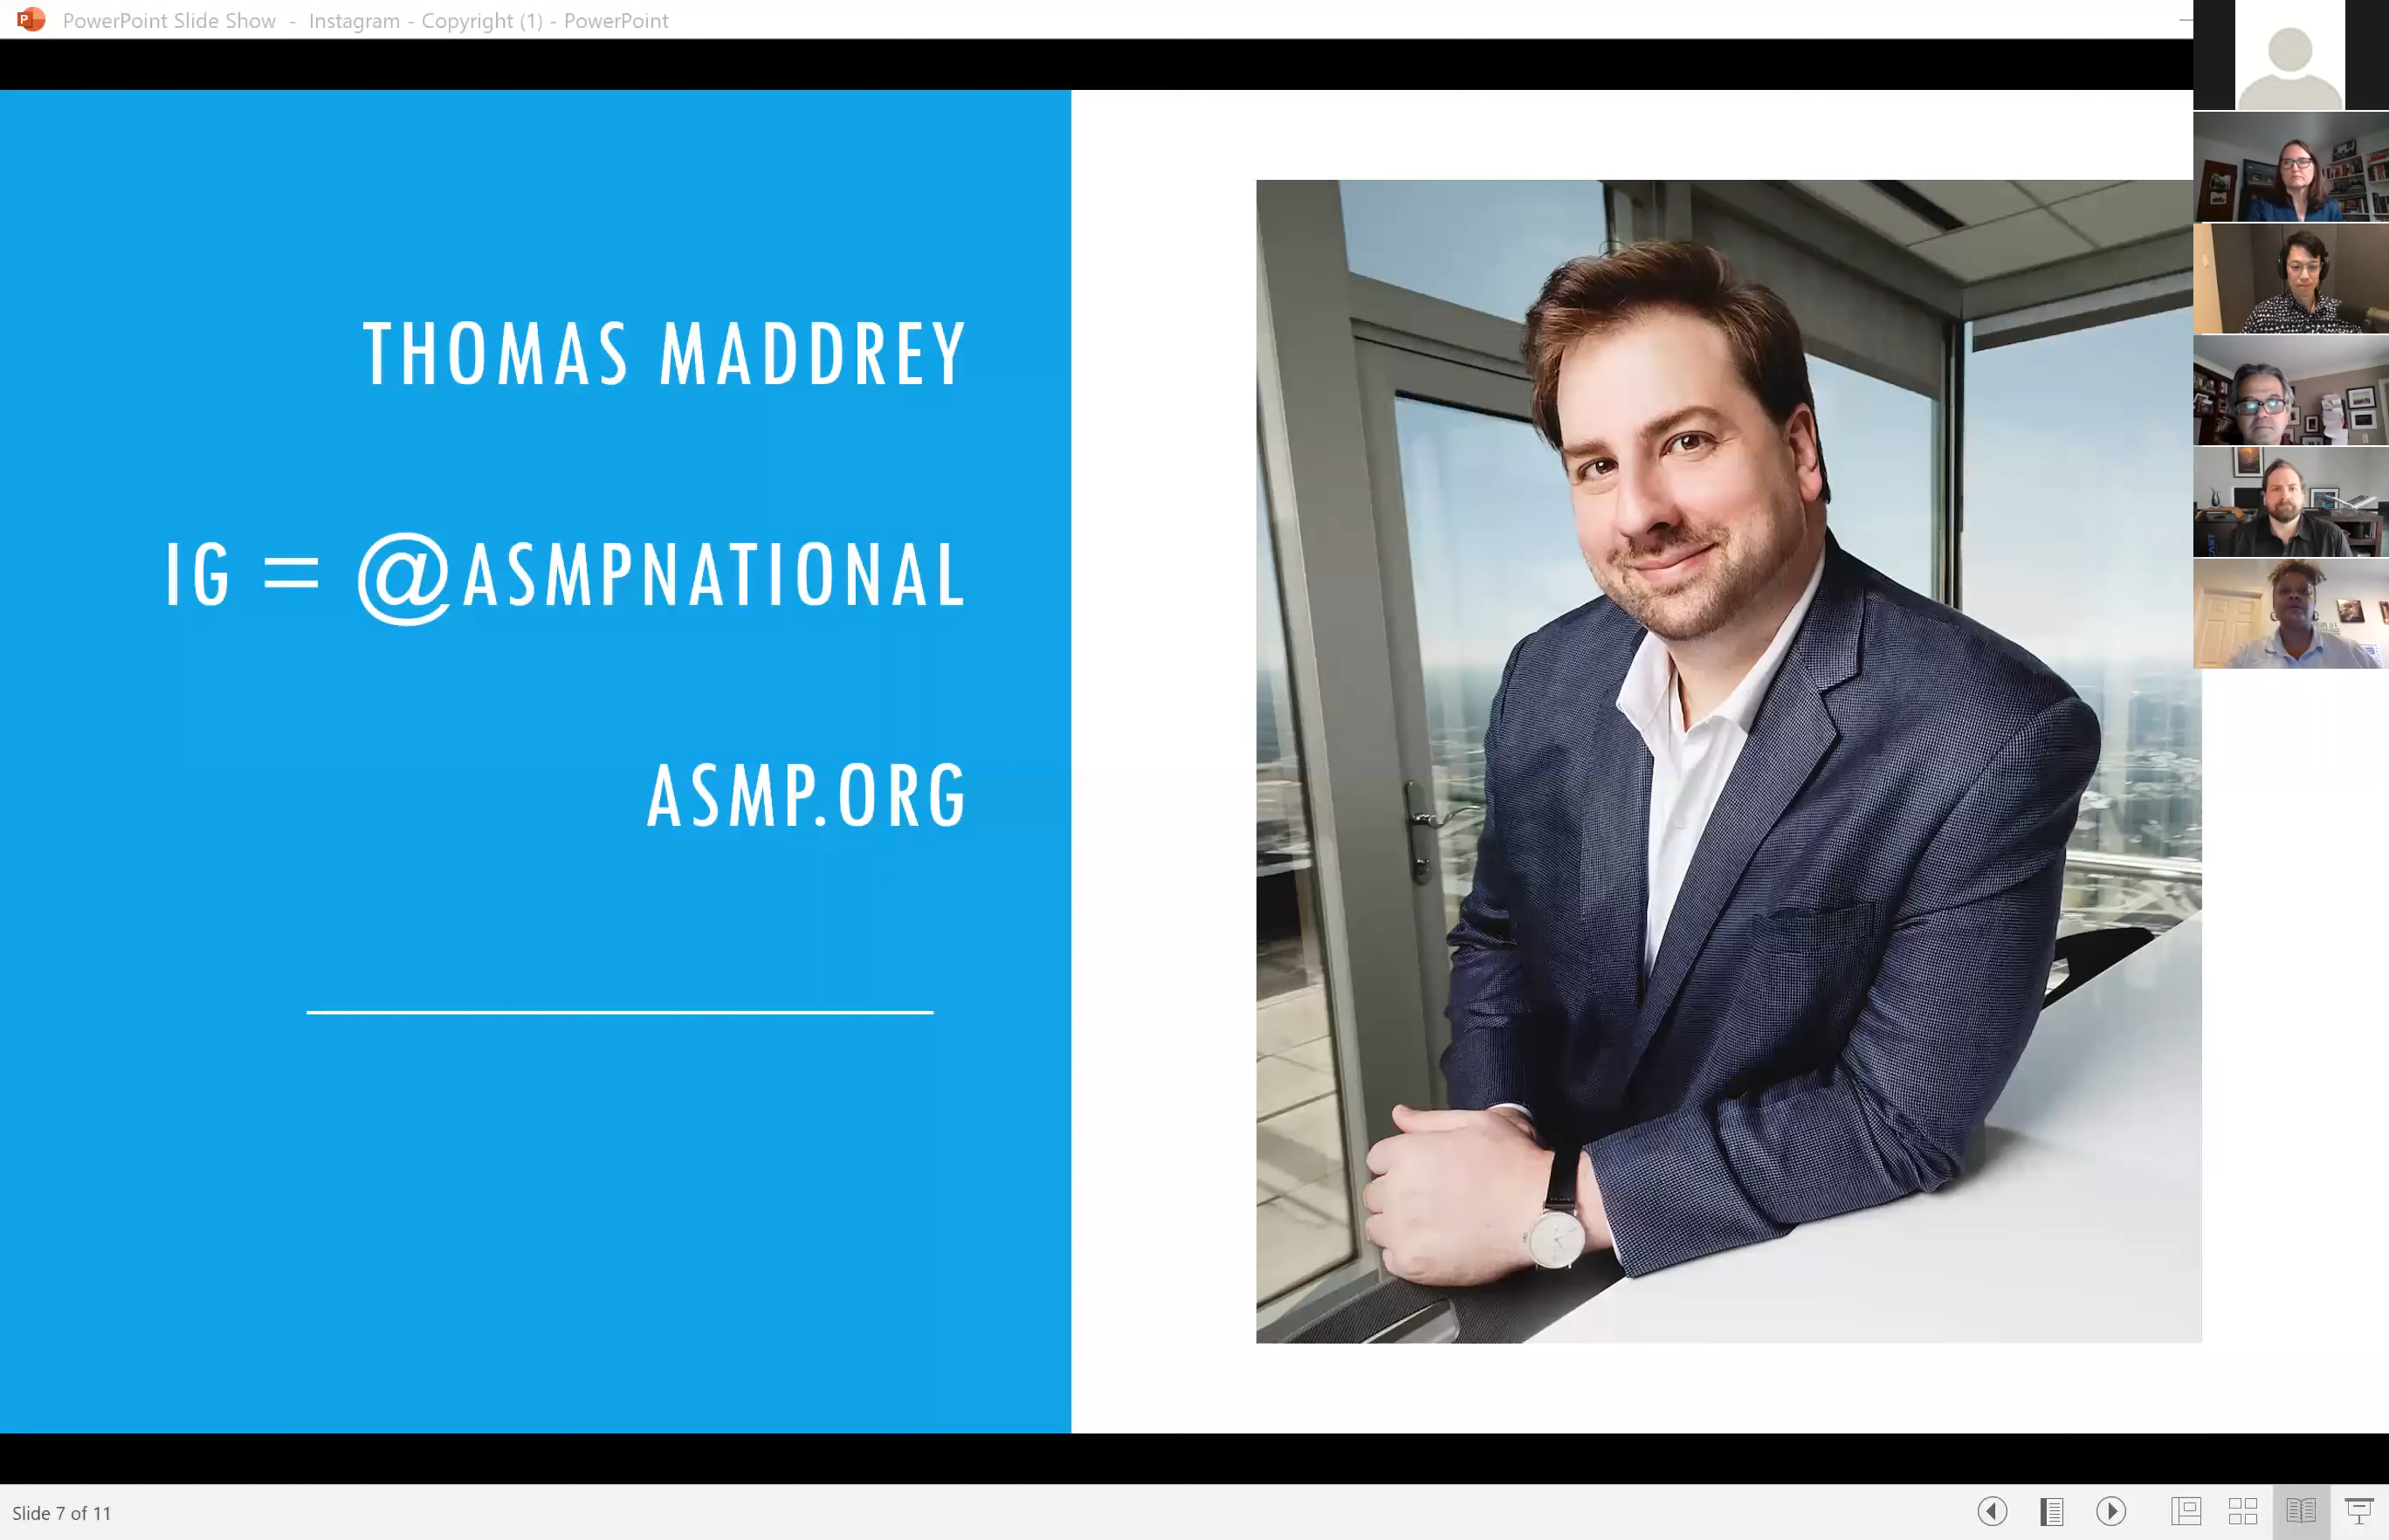 PowerPoint Slide Show - Instagram - Copyright (1) - PowerPoint
THOMAS MADDREY
IG = @ASMPNATIONAL
ASMP.ORG
Slide 7 of 11